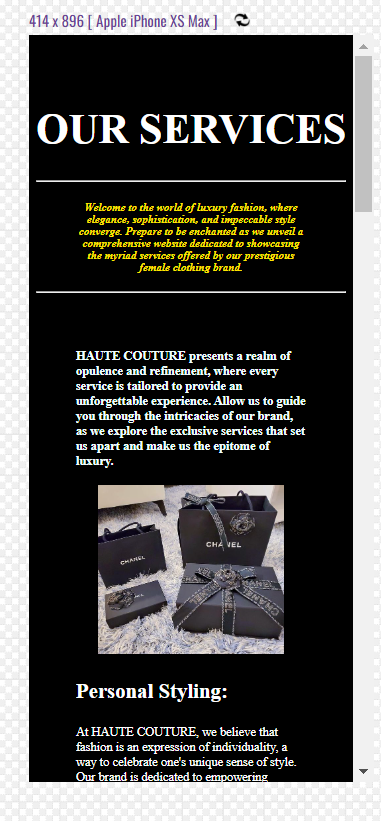 414 x 896 [ Apple iPhone XS Max ]
OUR SERVICES
Welcome to the world of luxury fashion, where
elegance, sophistication, and impeccable style
converge. Prepare to be enchanted as we unveil a
comprehensive website dedicated to showcasing
the myriad services offered by our prestigious
female clothing brand.
HAUTE COUTURE presents a realm of
opulence and refinement, where every
service is tailored to provide an
unforgettable experience. Allow us to guide
you through the intricacies of our brand,
as we explore the exclusive services that set
us apart and make us the epitome of
luxury.
CHANEL
CHANEL
CHANEL
CHANEL
Personal Styling:
At HAUTE COUTURE, we believe that
fashion is an expression of individuality, a
way to celebrate one's unique sense of style.
Our brand is dedicated to empowering